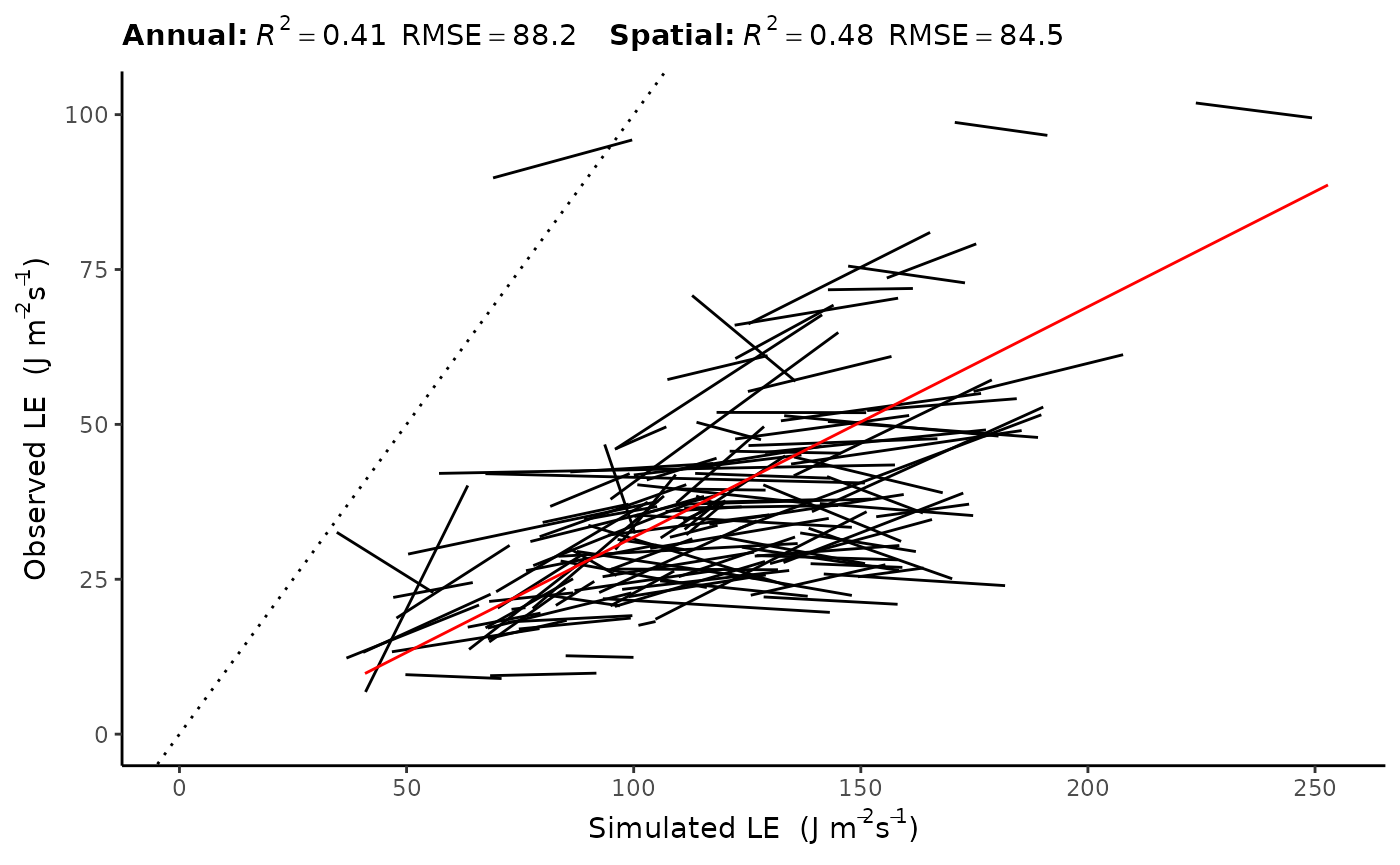 Annual: R² = 0.41 RMSE = 88.2 Spatial: R² = 0.48 RMSE = 84.5
Observed LE (J m⁻²s⁻¹)
100
75
50
25
0
0 50 100 150 200 250
Simulated LE (J m⁻²s⁻¹)